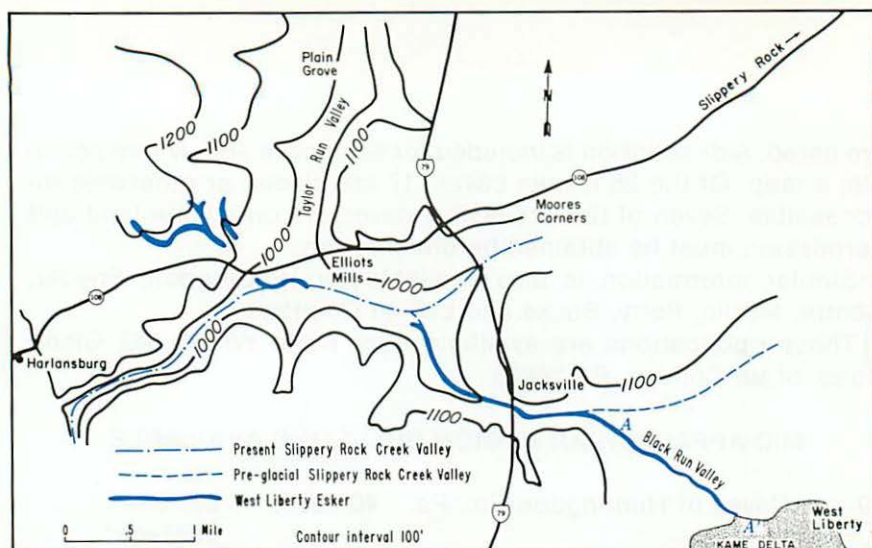 Plain
Grove
Slippery Rock
1200
1100
Taylor Run Valley
1100
N
79
108
Moores
Corners
1000
Elliots
Mills
1000
108
1000
Harlansburg
Jacksville
1100
1100
A
Black Run Valley
West
Liberty
A'
KAME DELTA
79
Present Slippery Rock Creek Valley
Pre-glacial Slippery Rock Creek Valley
West Liberty Esker
0 .5 I Mile
Contour interval 100'